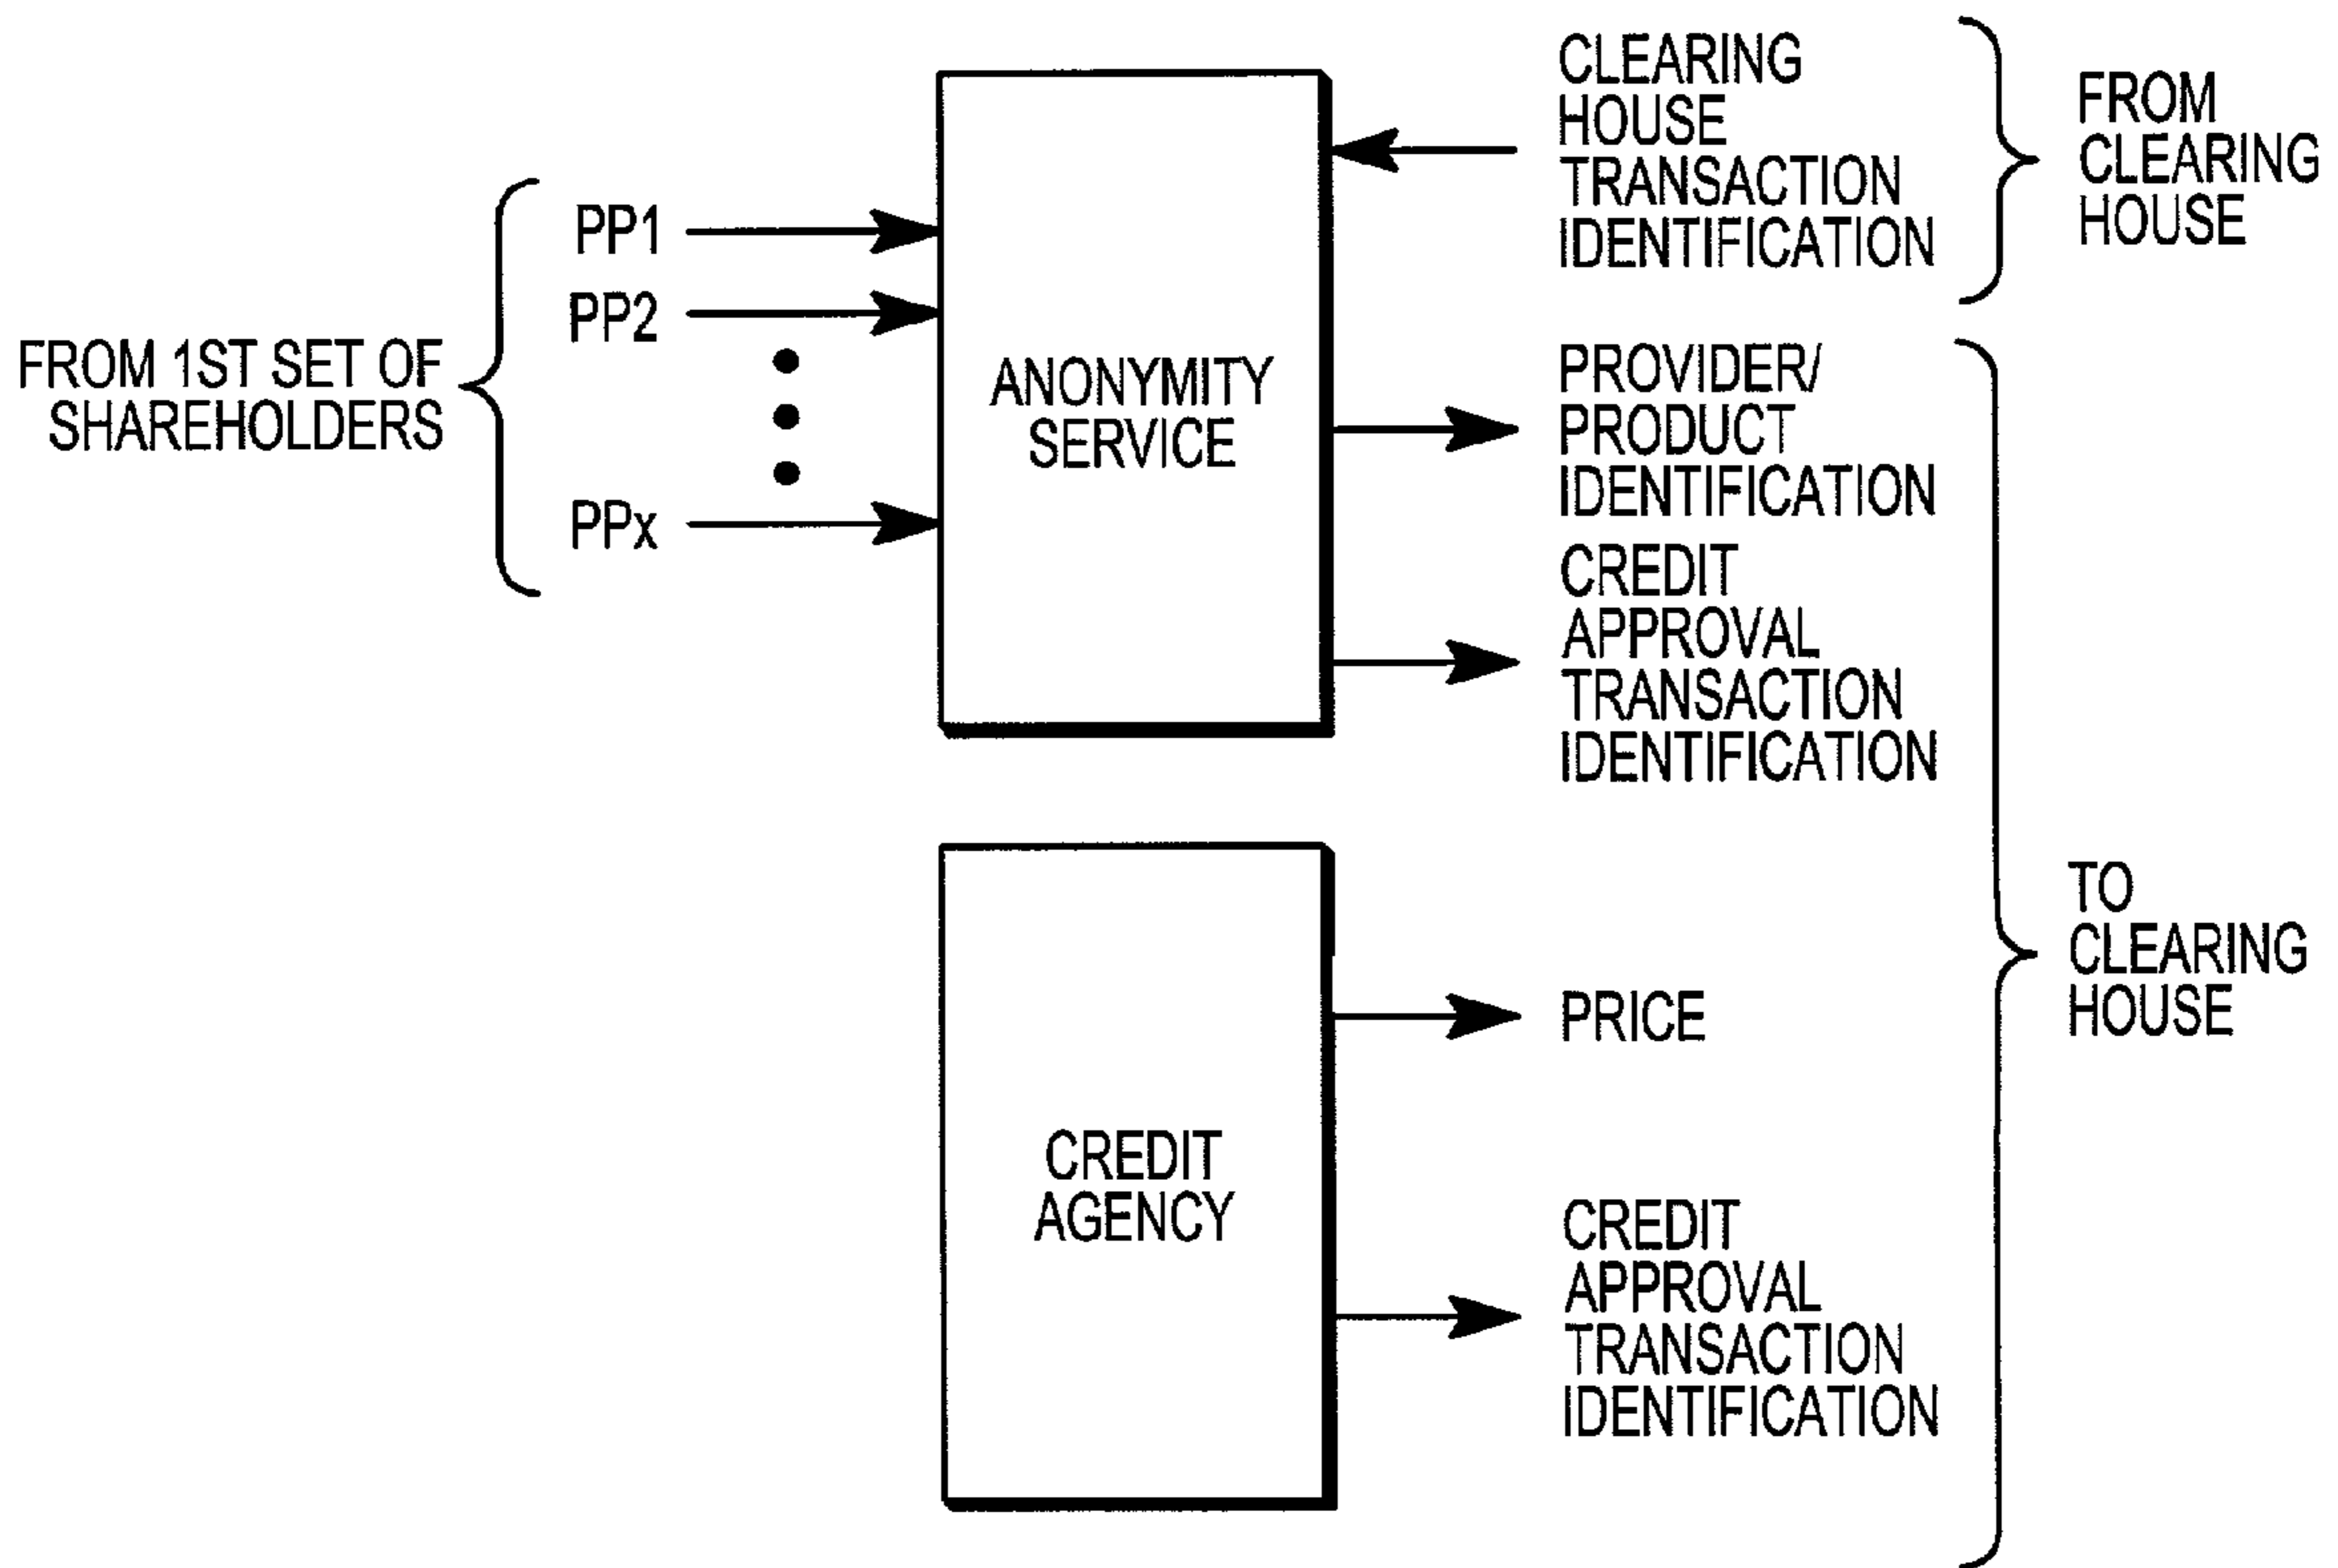 FROM 1ST SET OF
SHAREHOLDERS
PP1
PP2
PPx
ANONYMITY
SERVICE
CLEARING
HOUSE
TRANSACTION
IDENTIFICATION
FROM
CLEARING
HOUSE
PROVIDER/
PRODUCT
IDENTIFICATION
CREDIT
APPROVAL
TRANSACTION
IDENTIFICATION
CREDIT
AGENCY
PRICE
CREDIT
APPROVAL
TRANSACTION
IDENTIFICATION
TO
CLEARING
HOUSE